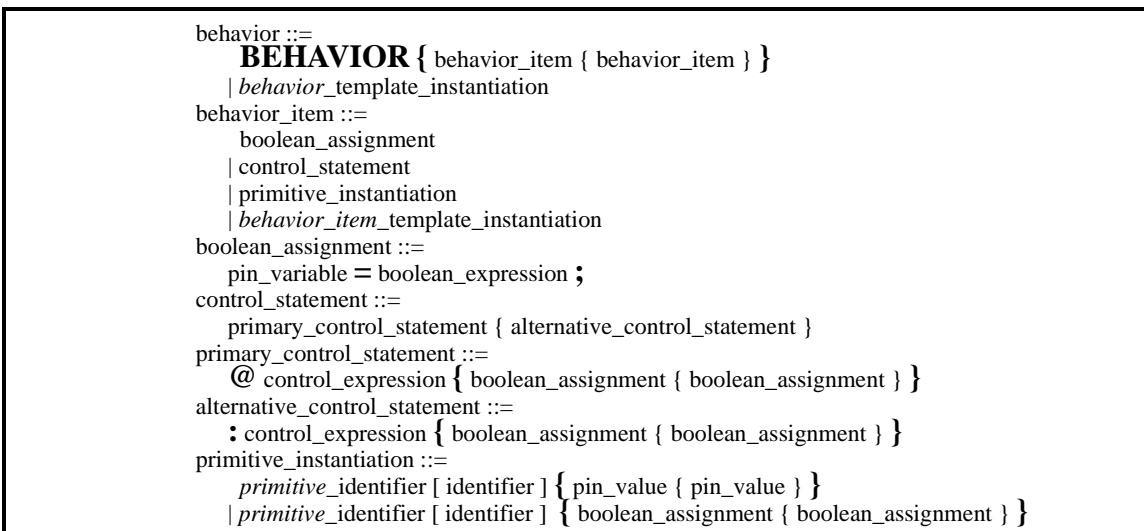 behavior ::=
BEHAVIOR { behavior_item { behavior_item } }
| behavior_template_instantiation
behavior_item ::=
boolean_assignment
| control_statement
| primitive_instantiation
| behavior_item_template_instantiation
boolean_assignment ::=
pin_variable = boolean_expression ;
control_statement ::=
primary_control_statement { alternative_control_statement }
primary_control_statement ::=
@ control_expression { boolean_assignment { boolean_assignment } }
alternative_control_statement ::=
: control_expression { boolean_assignment { boolean_assignment } }
primitive_instantiation ::=
primitive_identifier [ identifier ] { pin_value { pin_value } }
| primitive_identifier [ identifier ] { boolean_assignment { boolean_assignment } }